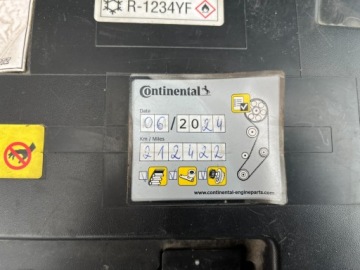 R-1234YF
Continental
Date
06/2024
Km / Miles
212422
www.continental-engineparts.com